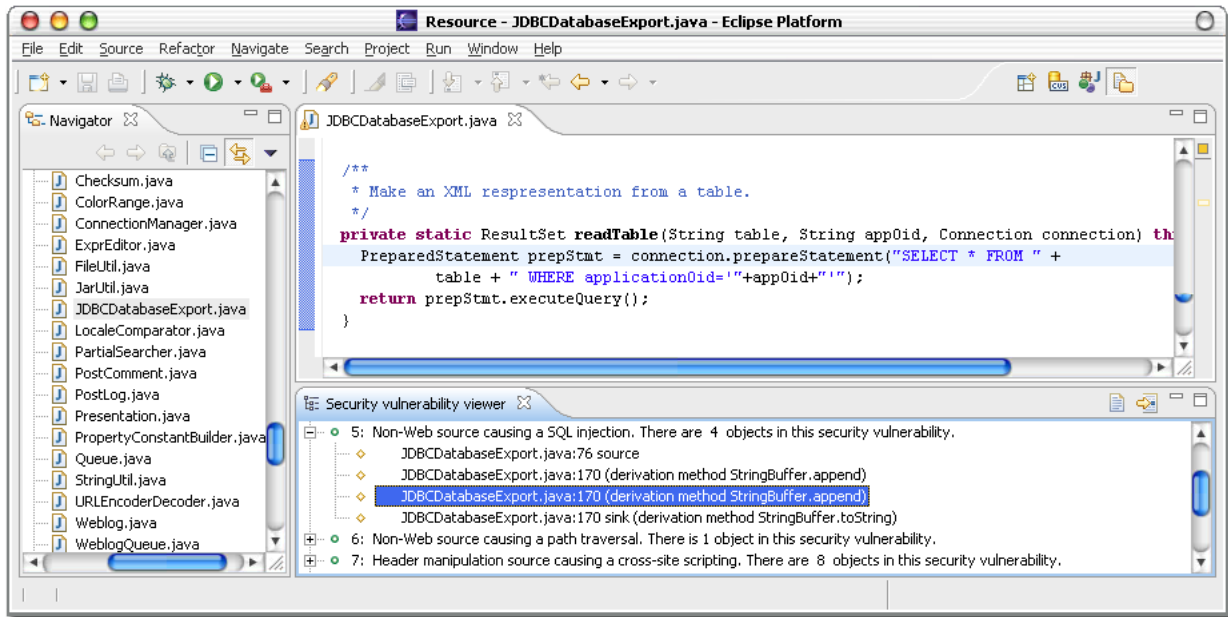 Resource - JDBCDatabaseExport.java - Eclipse Platform
File Edit Source Refactor Navigate Search Project Run Window Help
CVS J
Navigator
Checksum.java
ColorRange.java
ConnectionManager.java
ExprEditor.java
FileUtil.java
JarUtil.java
JDBCDatabaseExport.java
LocaleComparator.java
PartialSearcher.java
PostComment.java
PostLog.java
Presentation.java
PropertyConstantBuilder.java
Queue.java
StringUtil.java
URLEncoderDecoder.java
Weblog.java
WeblogQueue.java
JDBCDatabaseExport.java
/**
* Make an XML respresentation from a table.
*/
private static ResultSet readTable(String table, String appOid, Connection connection) th
PreparedStatement prepStmt = connection.prepareStatement("SELECT * FROM " +
table + " WHERE applicationOid='"+appOid+"'");
return prepStmt.executeQuery();
}
Security vulnerability viewer
5: Non-Web source causing a SQL injection. There are 4 objects in this security vulnerability.
JDBCDatabaseExport.java:76 source
JDBCDatabaseExport.java:170 (derivation method StringBuffer.append)
JDBCDatabaseExport.java:170 (derivation method StringBuffer.append)
JDBCDatabaseExport.java:170 sink (derivation method StringBuffer.toString)
6: Non-Web source causing a path traversal. There is 1 object in this security vulnerability.
7: Header manipulation source causing a cross-site scripting. There are 8 objects in this security vulnerability.